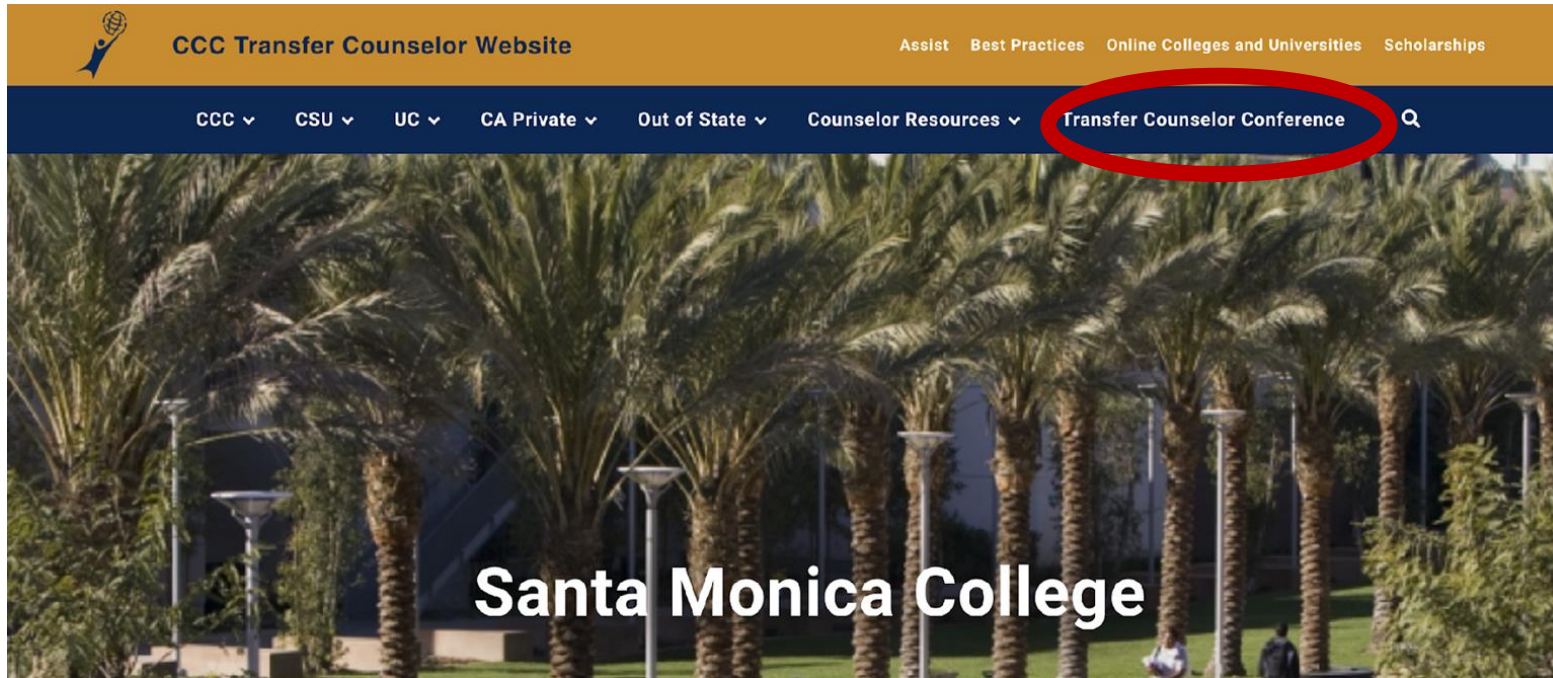 CCC Transfer Counselor Website
Assist Best Practices Online Colleges and Universities Scholarships
CCC CSU UC CA Private Out of State Counselor Resources Transfer Counselor Conference
Santa Monica College